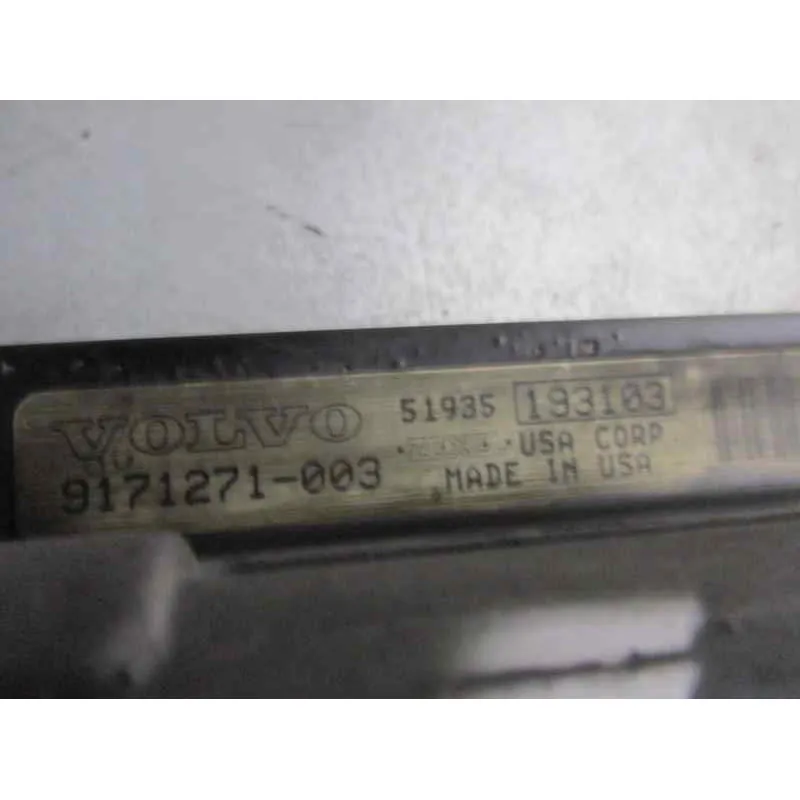 VOLVO
51935 193103
USA CORP
9171271-003
MADE IN USA